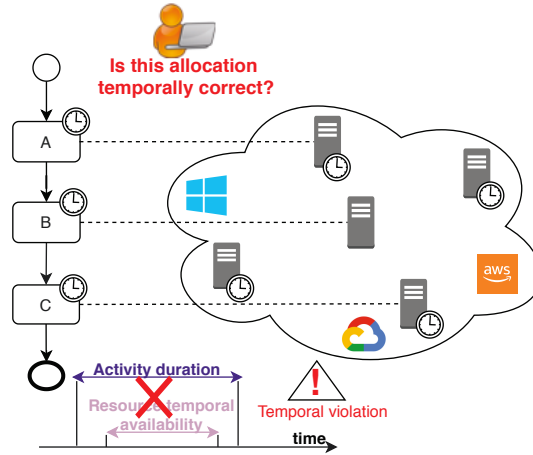 Is this allocation
temporally correct?
A
B
aws
C
Activity duration
!
Resource temporal
availability
Temporal violation
time